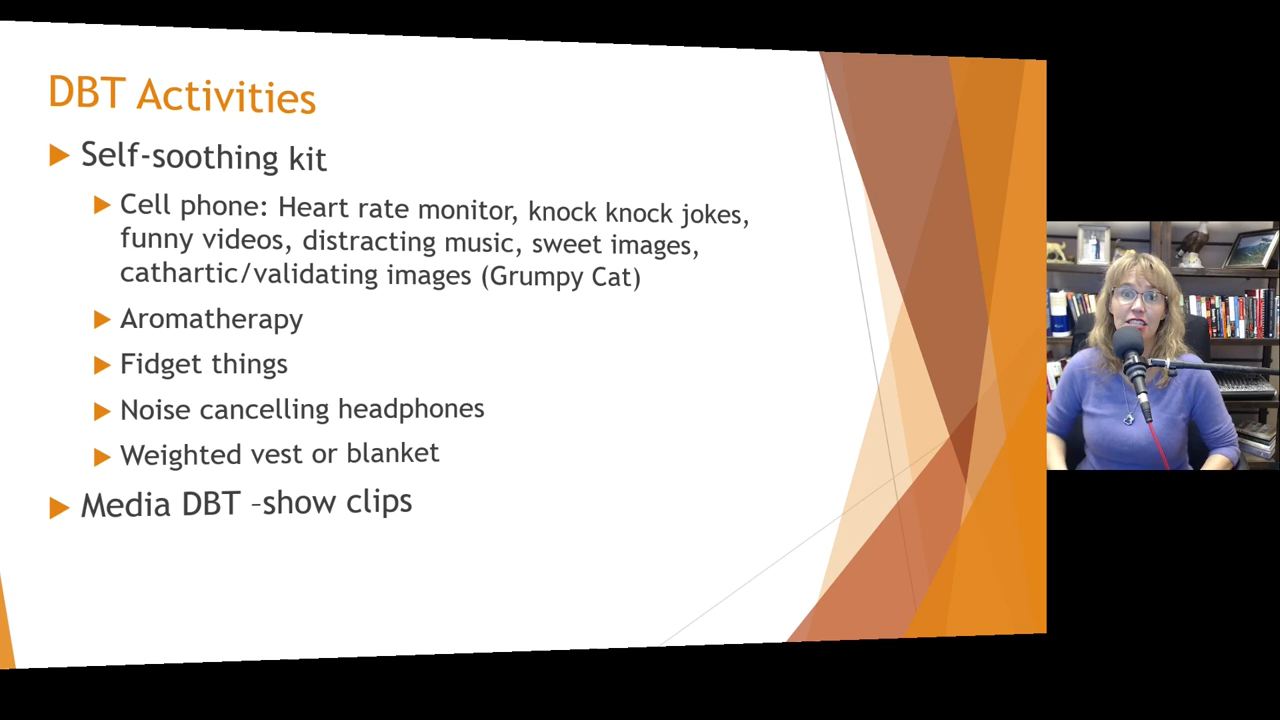 DBT Activities
Self-soothing kit
Cell phone: Heart rate monitor, knock knock jokes,
funny videos, distracting music, sweet images,
cathartic/validating images (Grumpy Cat)
Aromatherapy
Fidget things
Noise cancelling headphones
Weighted vest or blanket
Media DBT –show clips